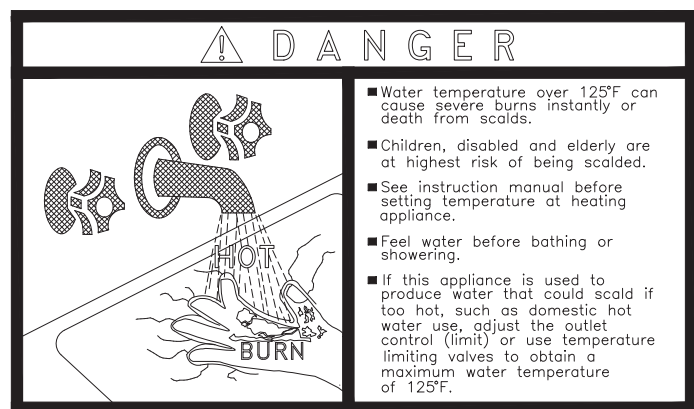 DANGER
HOT
BURN
■ Water temperature over 125°F can
cause severe burns instantly or
death from scalds.
■ Children, disabled and elderly are
at highest risk of being scalded.
■ See instruction manual before
setting temperature at heating
appliance.
■ Feel water before bathing or
showering.
■ If this appliance is used to
produce water that could scald if
too hot, such as domestic hot
water use, adjust the outlet
control (limit) or use temperature
limiting valves to obtain a
maximum water temperature
of 125°F.